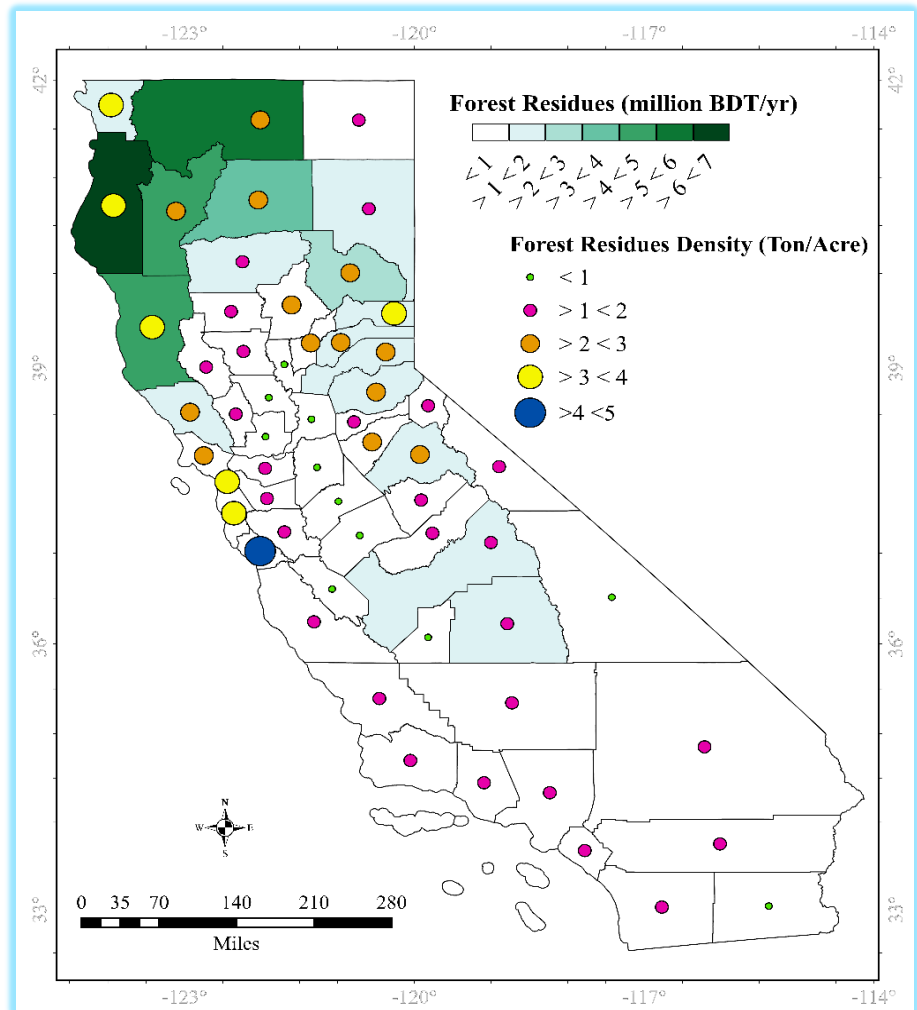 -123° -120° -117° -114°
42° 42°
Forest Residues (million BDT/yr)
<1 >1 <2 >2 <3 >3 <4 >4 <5 >5 <6 >6 <7
Forest Residues Density (Ton/Acre)
< 1
> 1 < 2
> 2 < 3
> 3 < 4
>4 <5
39° 39°
36° 36°
N
W E
S
33° 33°
0 35 70 140 210 280
Miles
-123° -120° -117° -114°